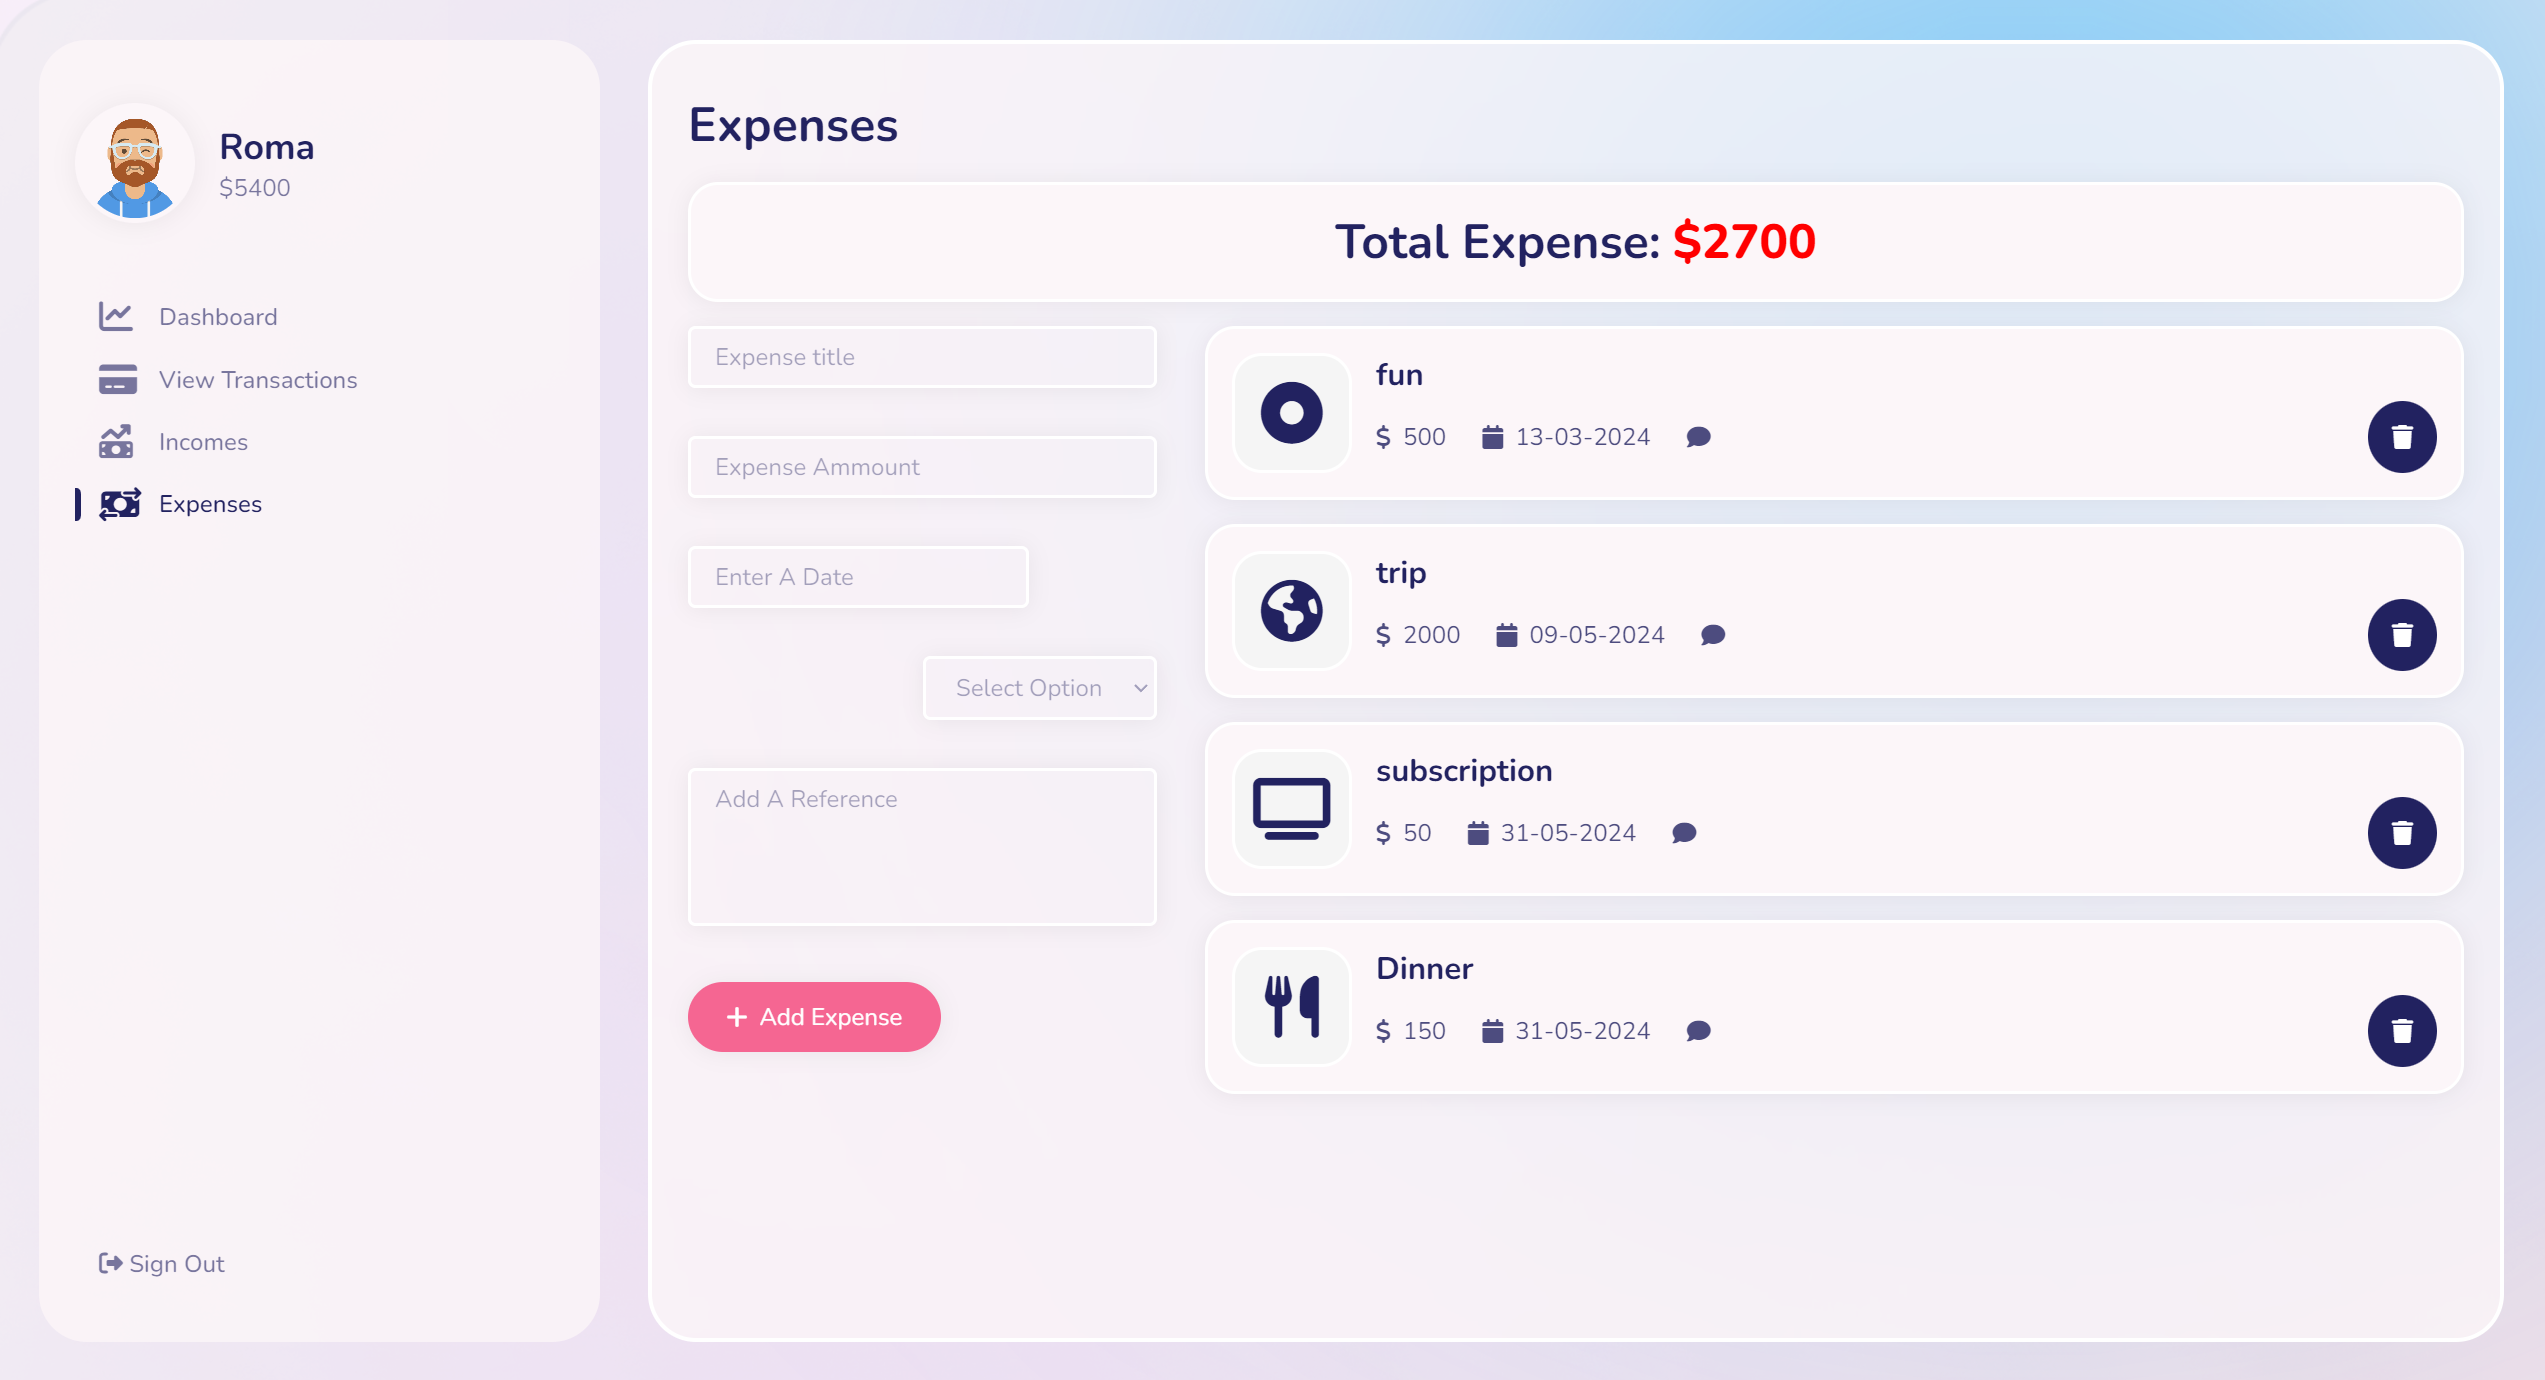 Roma
$5400
Dashboard
View Transactions
Incomes
Expenses
Sign Out
Expenses
Total Expense: $2700
Expense title
Expense Ammount
Enter A Date
Select Option
Add A Reference
Add Expense
fun
$ 500 13-03-2024
trip
$ 2000 09-05-2024
subscription
$ 50 31-05-2024
Dinner
$ 150 31-05-2024